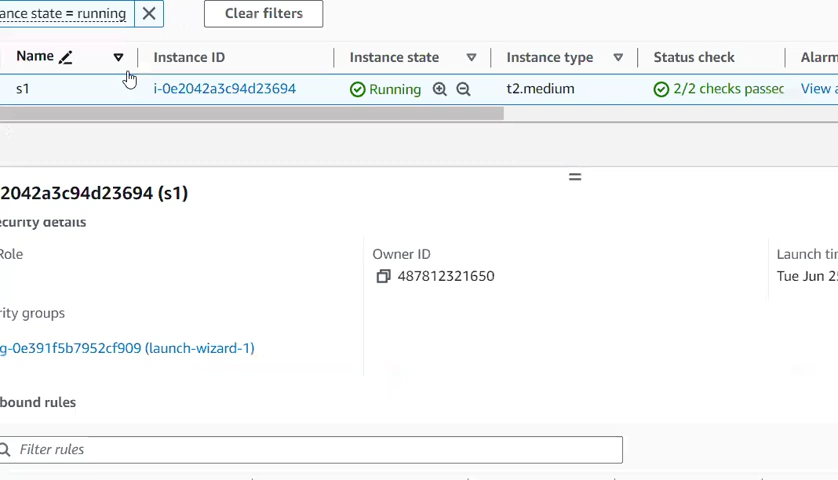 ance state = running
Clear filters
Name Instance ID Instance state Instance type Status check Alarm
s1 i-0e2042a3c94d23694 Running t2.medium 2/2 checks passec View a
2042a3c94d23694 (s1)
ecurity details
Role Owner ID Launch tin
487812321650 Tue Jun 25
rity groups
g-0e391f5b7952cf909 (launch-wizard-1)
bound rules
Filter rules